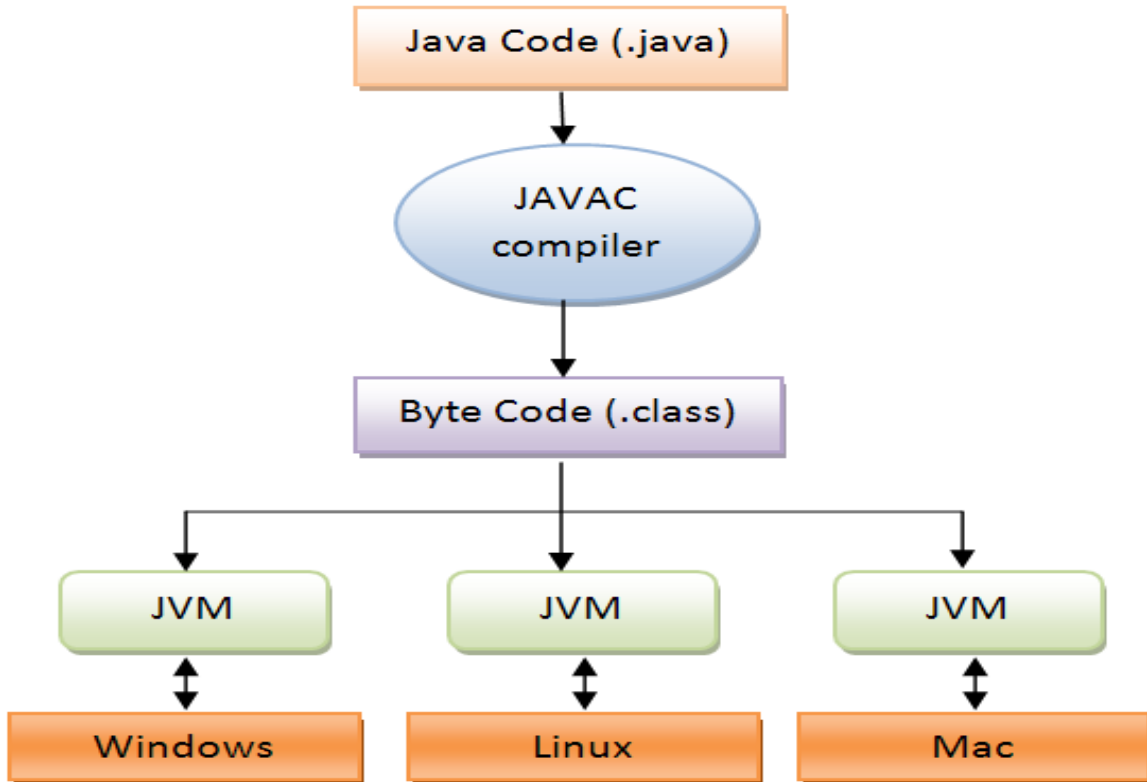 Java Code (.java)
JAVAC
compiler
Byte Code (.class)
JVM
JVM
JVM
Windows
Linux
Mac